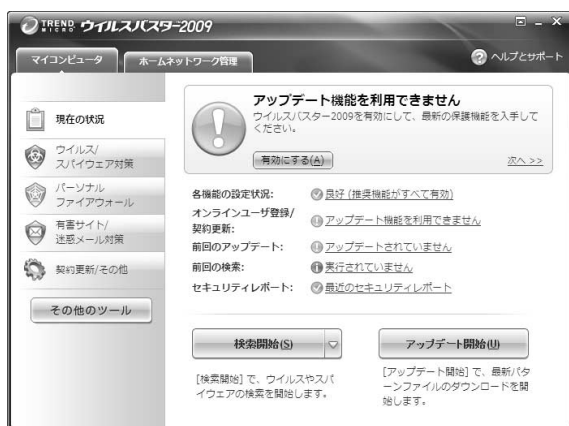 TREND MICRO ウイルスバスター2009
マイコンピュータ
ホームネットワーク管理
ヘルプとサポート
現在の状況
ウイルス/
スパイウェア対策
パーソナル
ファイアウォール
有害サイト/
迷惑メール対策
契約更新/その他
その他のツール
アップデート機能を利用できません
ウイルスバスター2009を有効にして、最新の保護機能を入手して
ください。
有効にする(A)
次へ >>
各機能の設定状況: 良好 (推奨機能がすべて有効)
オンラインユーザ登録/
契約更新: アップデート機能を利用できません
前回のアップデート: アップデートされていません
前回の検索: 実行されていません
セキュリティレポート: 最近のセキュリティレポート
検索開始(S)
アップデート開始(U)
[検索開始] で、ウイルスやスパ
イウェアの検索を開始します。
[アップデート開始] で、最新パタ
ーンファイルのダウンロードを開
始します。